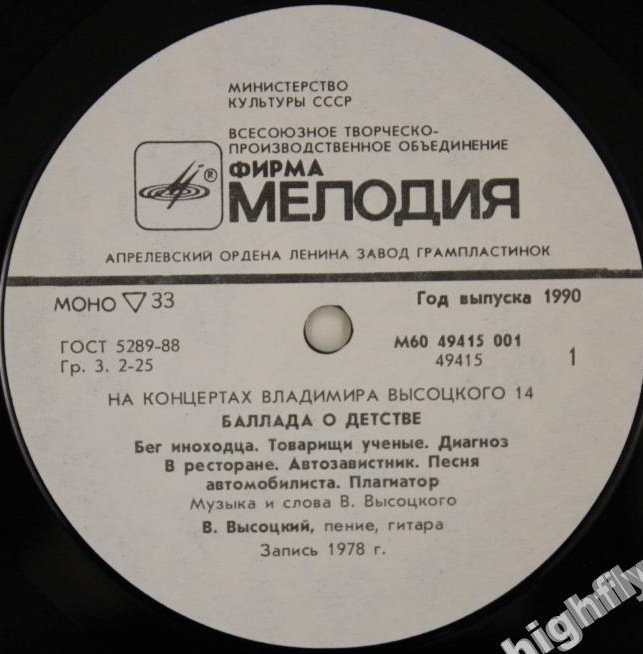 МИНИСТЕРСТВО
КУЛЬТУРЫ СССР
ВСЕСОЮЗНОЕ ТВОРЧЕСКО-
ПРОИЗВОДСТВЕННОЕ ОБЪЕДИНЕНИЕ
®
ФИРМА
МЕЛОДИЯ
АПРЕЛЕВСКИЙ ОРДЕНА ЛЕНИНА ЗАВОД ГРАМПЛАСТИНОК
МОНО ▽ 33
Год выпуска 1990
ГОСТ 5289-88
М60 49415 001
Гр. 3. 2-25
49415
1
НА КОНЦЕРТАХ ВЛАДИМИРА ВЫСОЦКОГО 14
БАЛЛАДА О ДЕТСТВЕ
Бег иноходца. Товарищи ученые. Диагноз
В ресторане. Автозавистник. Песня
автомобилиста. Плагиатор
Музыка и слова В. Высоцкого
В. Высоцкий, пение, гитара
Запись 1978 г.
highfly